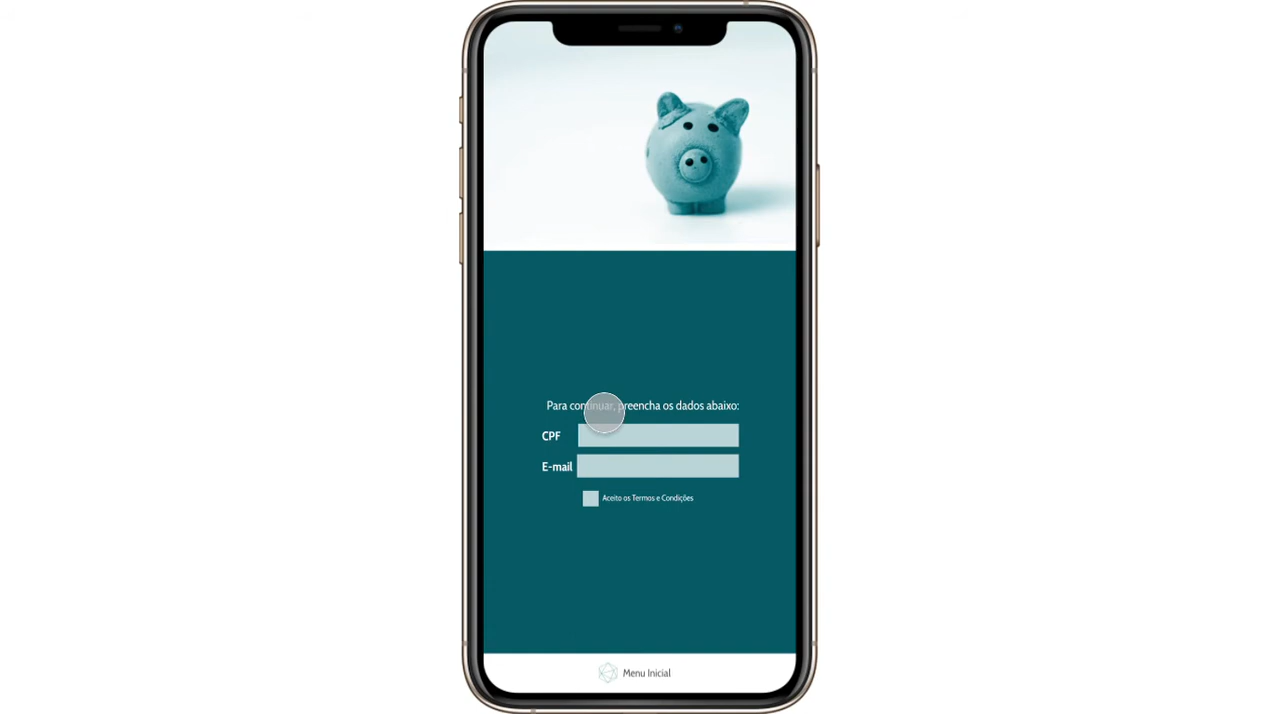 Para continuar, preencha os dados abaixo:
CPF
E-mail
Aceito os Termos e Condições
Menu Inicial